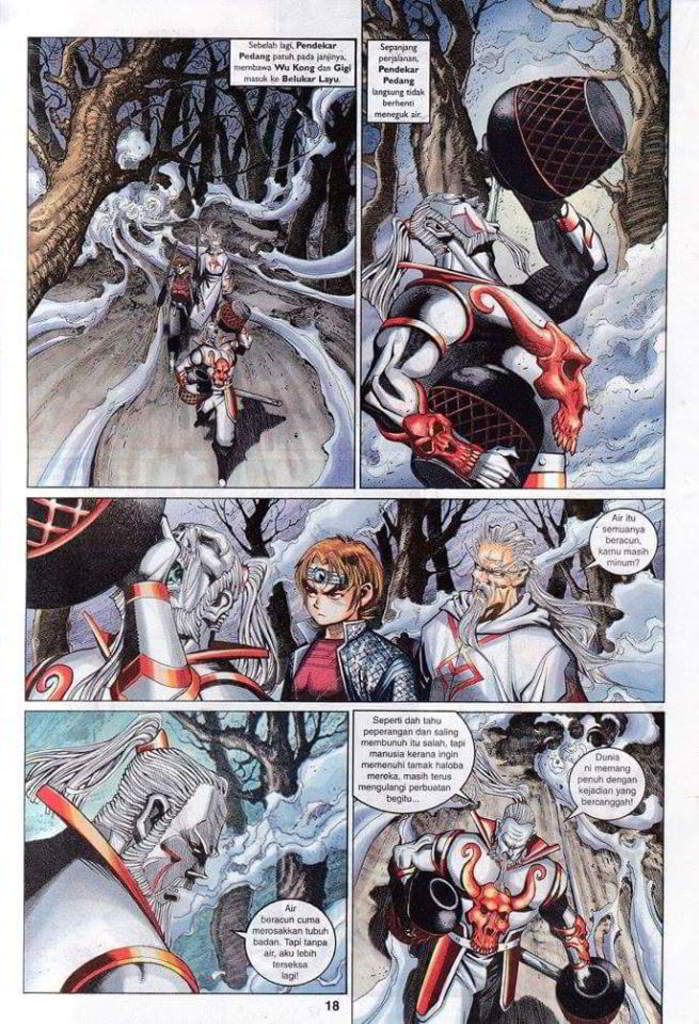 Sebelah lagi, Pendekar
Pedang patuh pada janjinya,
membawa Wu Kong dan Gigi
masuk ke Belukar Layu.
Sepanjang
perjalanan,
Pendekar
Pedang
langsung tidak
berhenti
meneguk air.
Air itu
semuanya
beracun,
kamu masih
minum?
Air
beracun cuma
merosakkan tubuh
badan. Tapi tanpa
air, aku lebih
terseksa
lagi!
Seperti dah tahu
peperangan dan saling
membunuh itu salah, tapi
manusia kerana ingin
memenuhi tamak haloba
mereka, masih terus
mengulangi perbuatan
begitu...
Dunia
ni memang
penuh dengan
kejadian yang
bercanggah!
18